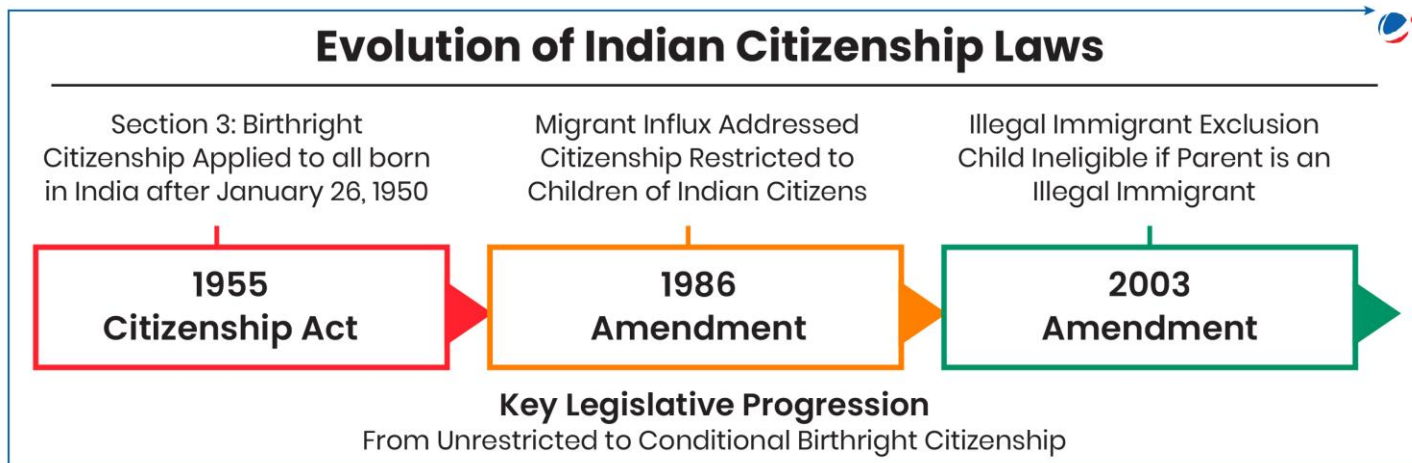 Evolution of Indian Citizenship Laws
Section 3: Birthright
Citizenship Applied to all born
in India after January 26, 1950
Migrant Influx Addressed
Citizenship Restricted to
Children of Indian Citizens
Illegal Immigrant Exclusion
Child Ineligible if Parent is an
Illegal Immigrant
1955
Citizenship Act
1986
Amendment
2003
Amendment
Key Legislative Progression
From Unrestricted to Conditional Birthright Citizenship